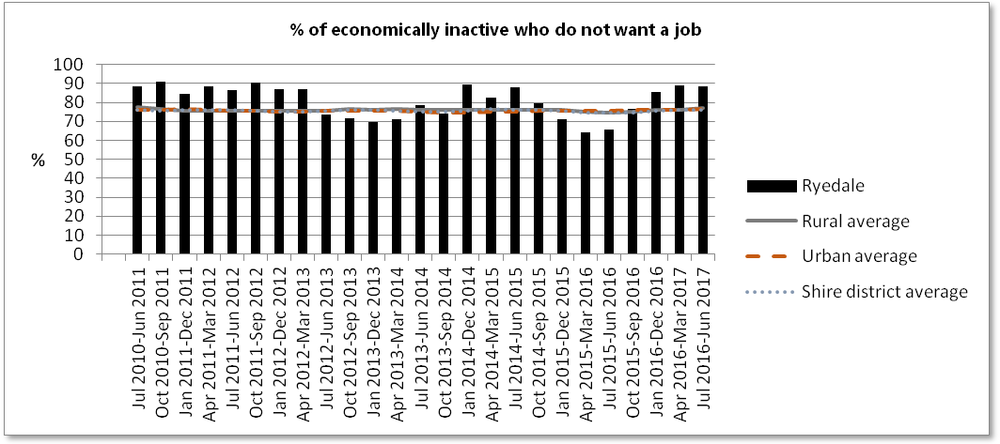 % of economically inactive who do not want a job
100
90
80
70
60
50
40
30
20
10
0
%
Jul 2010-Jun 2011
Oct 2010-Sep 2011
Jan 2011-Dec 2011
Apr 2011-Mar 2012
Jul 2011-Jun 2012
Oct 2011-Sep 2012
Jan 2012-Dec 2012
Apr 2012-Mar 2013
Jul 2012-Jun 2013
Oct 2012-Sep 2013
Jan 2013-Dec 2013
Apr 2013-Mar 2014
Jul 2013-Jun 2014
Oct 2013-Sep 2014
Jan 2014-Dec 2014
Apr 2014-Mar 2015
Jul 2014-Jun 2015
Oct 2014-Sep 2015
Jan 2015-Dec 2015
Apr 2015-Mar 2016
Jul 2015-Jun 2016
Oct 2015-Sep 2016
Jan 2016-Dec 2016
Apr 2016-Mar 2017
Jul 2016-Jun 2017
Ryedale
Rural average
Urban average
Shire district average